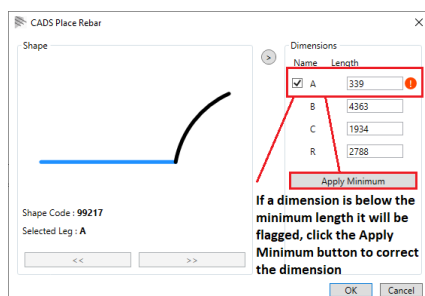 CADS Place Rebar
Shape
Dimensions
>
Name Length
A 339 !
B 4363
C 1934
R 2788
Apply Minimum
If a dimension is below the
minimum length it will be
flagged, click the Apply
Minimum button to correct
the dimension
Shape Code : 99217
Selected Leg : A
<< >>
OK Cancel